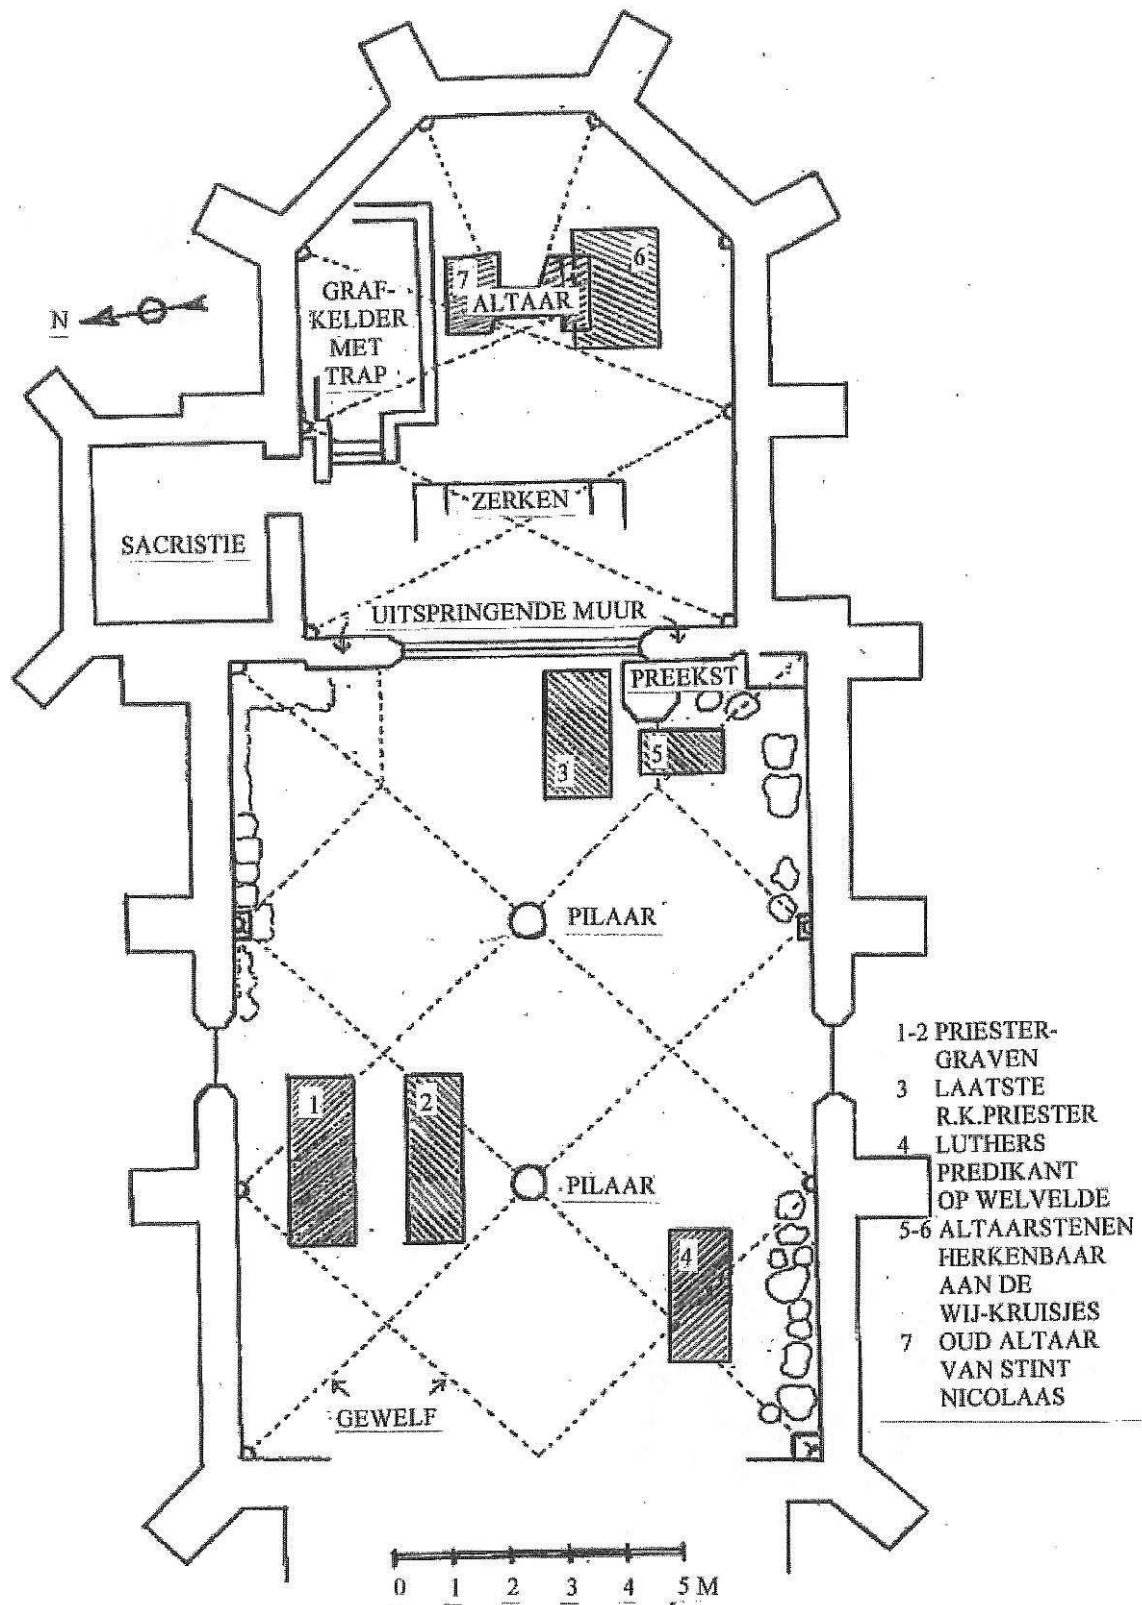 6
7
GRAF-
KELDER
MET
TRAP
ALTAAR
N
ZERKEN
SACRISTIE
UITSPRINGENDE MUUR
PREEKST
3
5
PILAAR
1
2
PILAAR
4
GEWELF
1-2 PRIESTER-
GRAVEN
3 LAATSTE
R.K.PRIESTER
4 LUTHERS
PREDIKANT
OP WELVELDE
5-6 ALTAARSTENEN
HERKENBAAR
AAN DE
WIJ-KRUISJES
7 OUD ALTAAR
VAN STINT
NICOLAAS
0 1 2 3 4 5 M